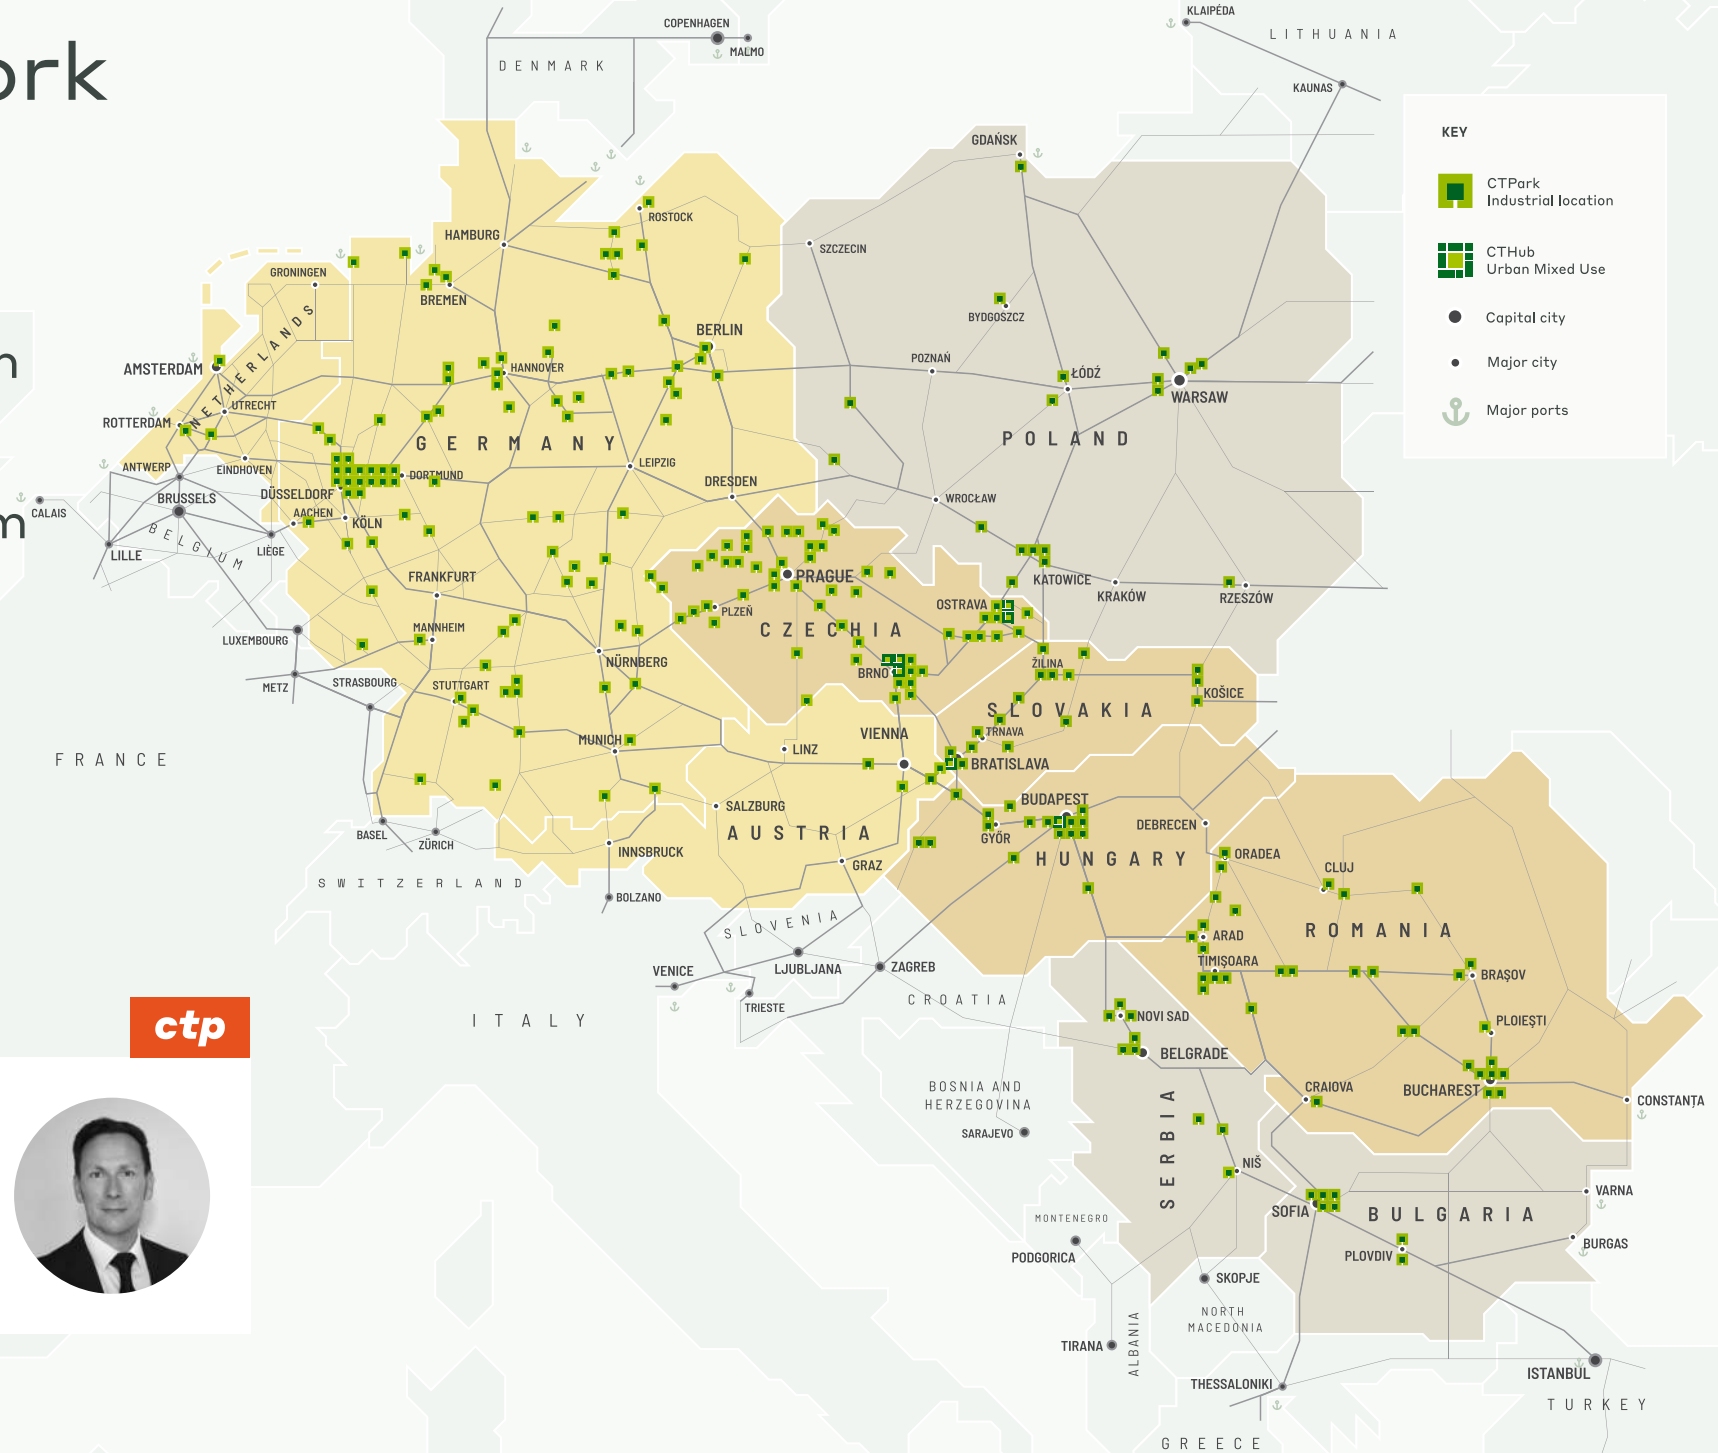 ork
n
m
COPENHAGEN
MALMO
DENMARK
KLAIPĖDA
LITHUANIA
KAUNAS
KEY
CTPark
Industrial location
CTHub
Urban Mixed Use
Capital city
Major city
Major ports
GDAŃSK
ROSTOCK
HAMBURG
SZCZECIN
GRONINGEN
BREMEN
BYDGOSZCZ
BERLIN
AMSTERDAM
NETHERLANDS
HANNOVER
POZNAŃ
ŁÓDŹ
WARSAW
UTRECHT
ROTTERDAM
GERMANY
POLAND
ANTWERP
EINDHOVEN
DORTMUND
LEIPZIG
DRESDEN
DÜSSELDORF
BRUSSELS
WROCŁAW
CALAIS
AACHEN
KÖLN
BELGIUM
LILLE
LIÈGE
FRANKFURT
PRAGUE
KATOWICE
KRAKÓW
RZESZÓW
PLZEŇ
OSTRAVA
LUXEMBOURG
MANNHEIM
CZECHIA
NÜRNBERG
ŽILINA
BRNO
METZ
STRASBOURG
STUTTGART
KOŠICE
SLOVAKIA
TRNAVA
VIENNA
MUNICH
LINZ
FRANCE
BRATISLAVA
SALZBURG
BUDAPEST
AUSTRIA
BASEL
ZÜRICH
GYŐR
DEBRECEN
INNSBRUCK
GRAZ
HUNGARY
ORADEA
CLUJ
SWITZERLAND
BOLZANO
SLOVENIA
ROMANIA
ARAD
VENICE
LJUBLJANA
ZAGREB
TIMIŞOARA
BRAŞOV
TRIESTE
CROATIA
ITALY
NOVI SAD
PLOIEŞTI
ctp
BELGRADE
BOSNIA AND
HERZEGOVINA
CRAIOVA
BUCHAREST
CONSTANȚA
SARAJEVO
SERBIA
NIŠ
VARNA
SOFIA
BULGARIA
MONTENEGRO
PODGORICA
PLOVDIV
BURGAS
SKOPJE
NORTH
MACEDONIA
TIRANA
ALBANIA
THESSALONIKI
ISTANBUL
TURKEY
GREECE